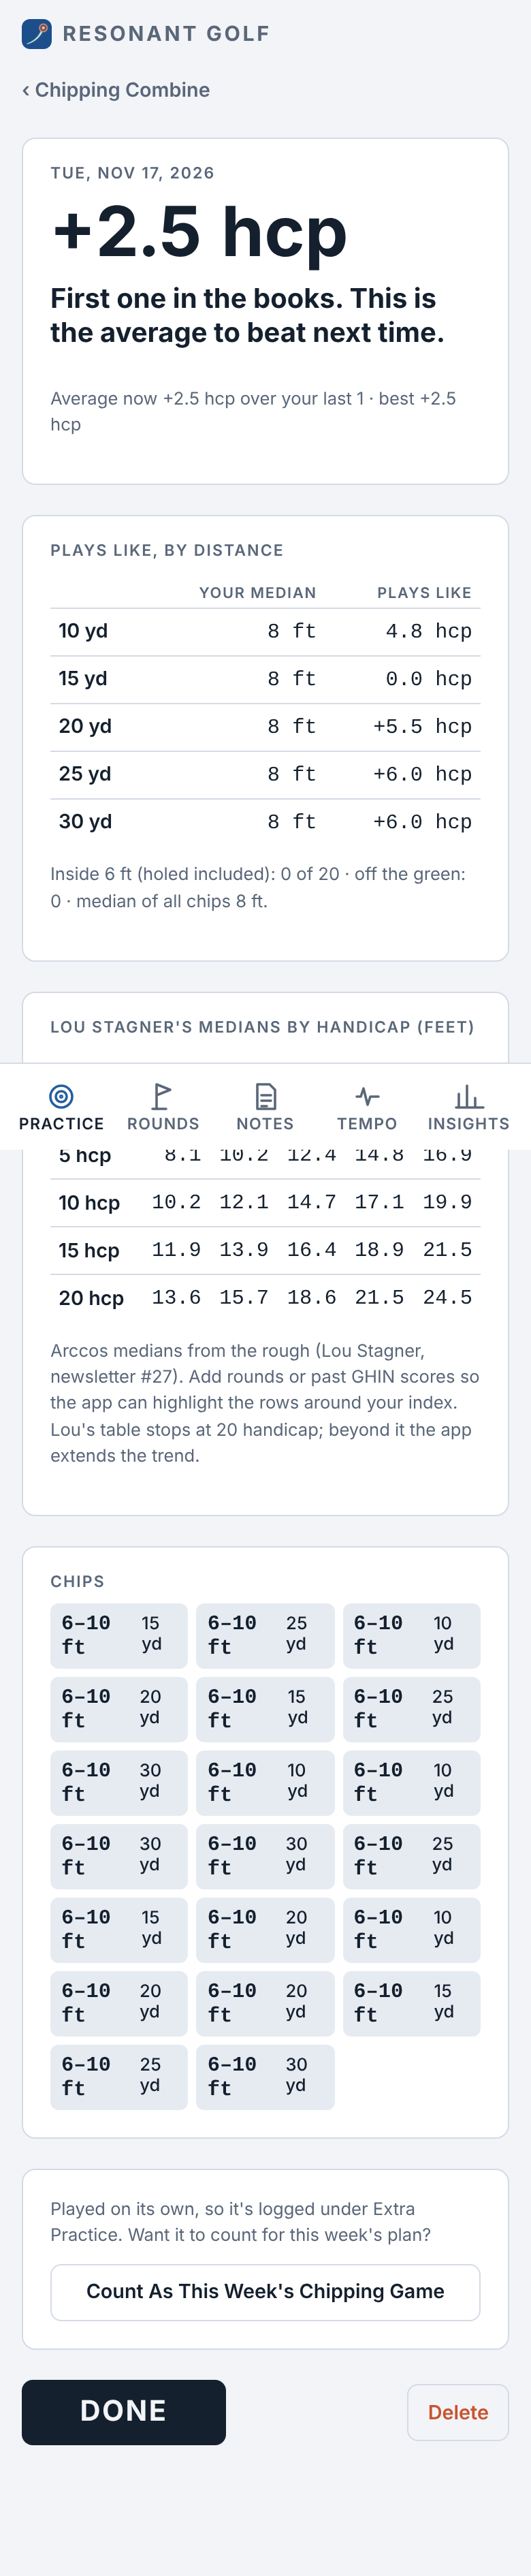 RESONANT GOLF
‹ Chipping Combine
TUE, NOV 17, 2026
+2.5 hcp
First one in the books. This is
the average to beat next time.
Average now +2.5 hcp over your last 1 · best +2.5
hcp
PLAYS LIKE, BY DISTANCE
YOUR MEDIAN PLAYS LIKE
10 yd 8 ft 4.8 hcp
15 yd 8 ft 0.0 hcp
20 yd 8 ft +5.5 hcp
25 yd 8 ft +6.0 hcp
30 yd 8 ft +6.0 hcp
Inside 6 ft (holed included): 0 of 20 · off the green:
0 · median of all chips 8 ft.
LOU STAGNER'S MEDIANS BY HANDICAP (FEET)
PRACTICE ROUNDS NOTES TEMPO INSIGHTS
5 hcp 8.1 10.2 12.4 14.8 16.9
10 hcp 10.2 12.1 14.7 17.1 19.9
15 hcp 11.9 13.9 16.4 18.9 21.5
20 hcp 13.6 15.7 18.6 21.5 24.5
Arccos medians from the rough (Lou Stagner,
newsletter #27). Add rounds or past GHIN scores so
the app can highlight the rows around your index.
Lou's table stops at 20 handicap; beyond it the app
extends the trend.
CHIPS
6–10 15 6–10 25 6–10 10
ft yd ft yd ft yd
6–10 20 6–10 15 6–10 25
ft yd ft yd ft yd
6–10 30 6–10 10 6–10 10
ft yd ft yd ft yd
6–10 30 6–10 30 6–10 25
ft yd ft yd ft yd
6–10 15 6–10 20 6–10 10
ft yd ft yd ft yd
6–10 20 6–10 20 6–10 15
ft yd ft yd ft yd
6–10 25 6–10 30
ft yd ft yd
Played on its own, so it's logged under Extra
Practice. Want it to count for this week's plan?
Count As This Week's Chipping Game
DONE Delete